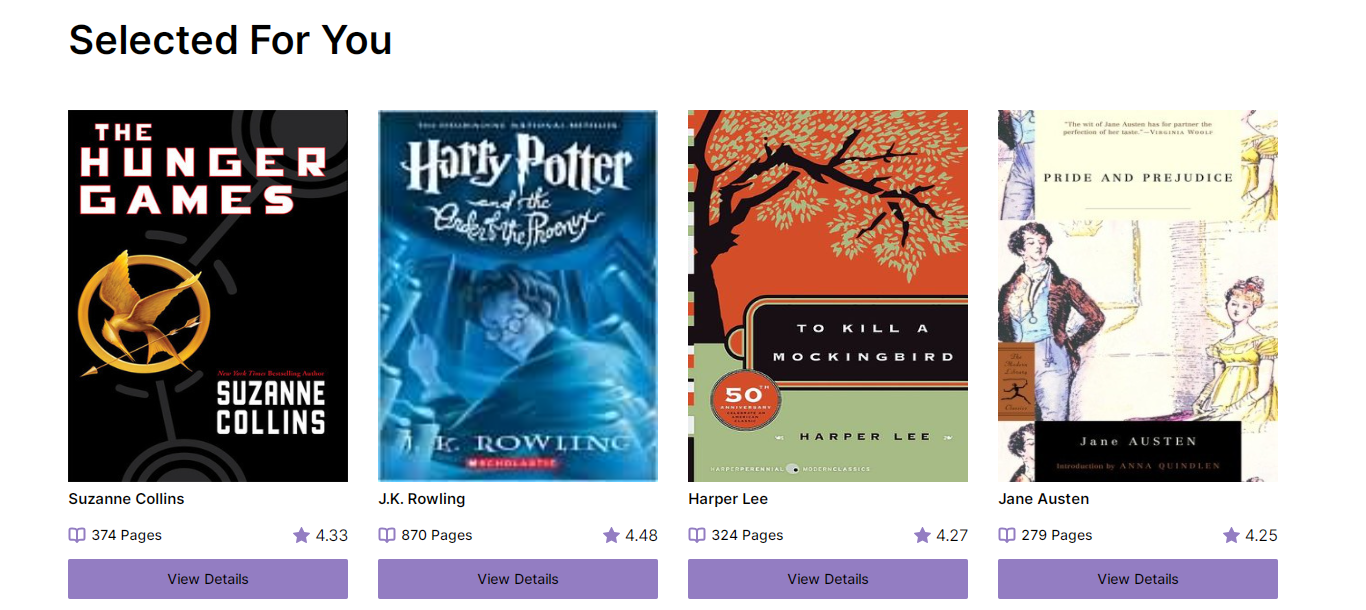 Selected For You
THE
HUNGER
GAMES
New York Times Bestselling Author
SUZANNE
COLLINS
Suzanne Collins
374 Pages
4.33
View Details
Harry Potter
and the
Order of the Phoenix
J. K. ROWLING
SCHOLASTIC
J.K. Rowling
870 Pages
4.48
View Details
TO KILL A
MOCKINGBIRD
50TH
ANNIVERSARY
HARPER LEE
HARPERPERENNIAL MODERNCLASSICS
Harper Lee
324 Pages
4.27
View Details
"The wit of Jane Austen has for partner the
perfection of her taste."—VIRGINIA WOOLF
PRIDE AND PREJUDICE
The
Modern
Library
Classics
Jane AUSTEN
Introduction by ANNA QUINDLEN
Jane Austen
279 Pages
4.25
View Details